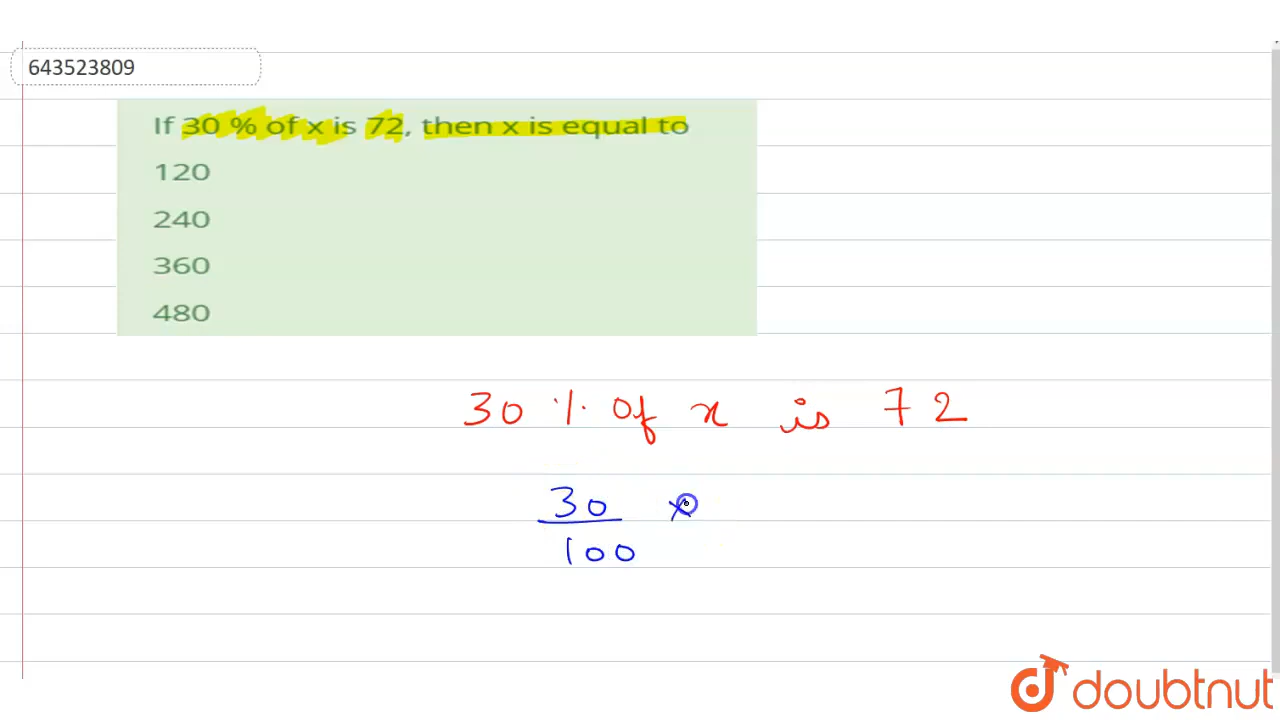 643523809
If 30 % of x is 72, then x is equal to
120
240
360
480
30 % of x is 72
30 ×
100
doubtnut